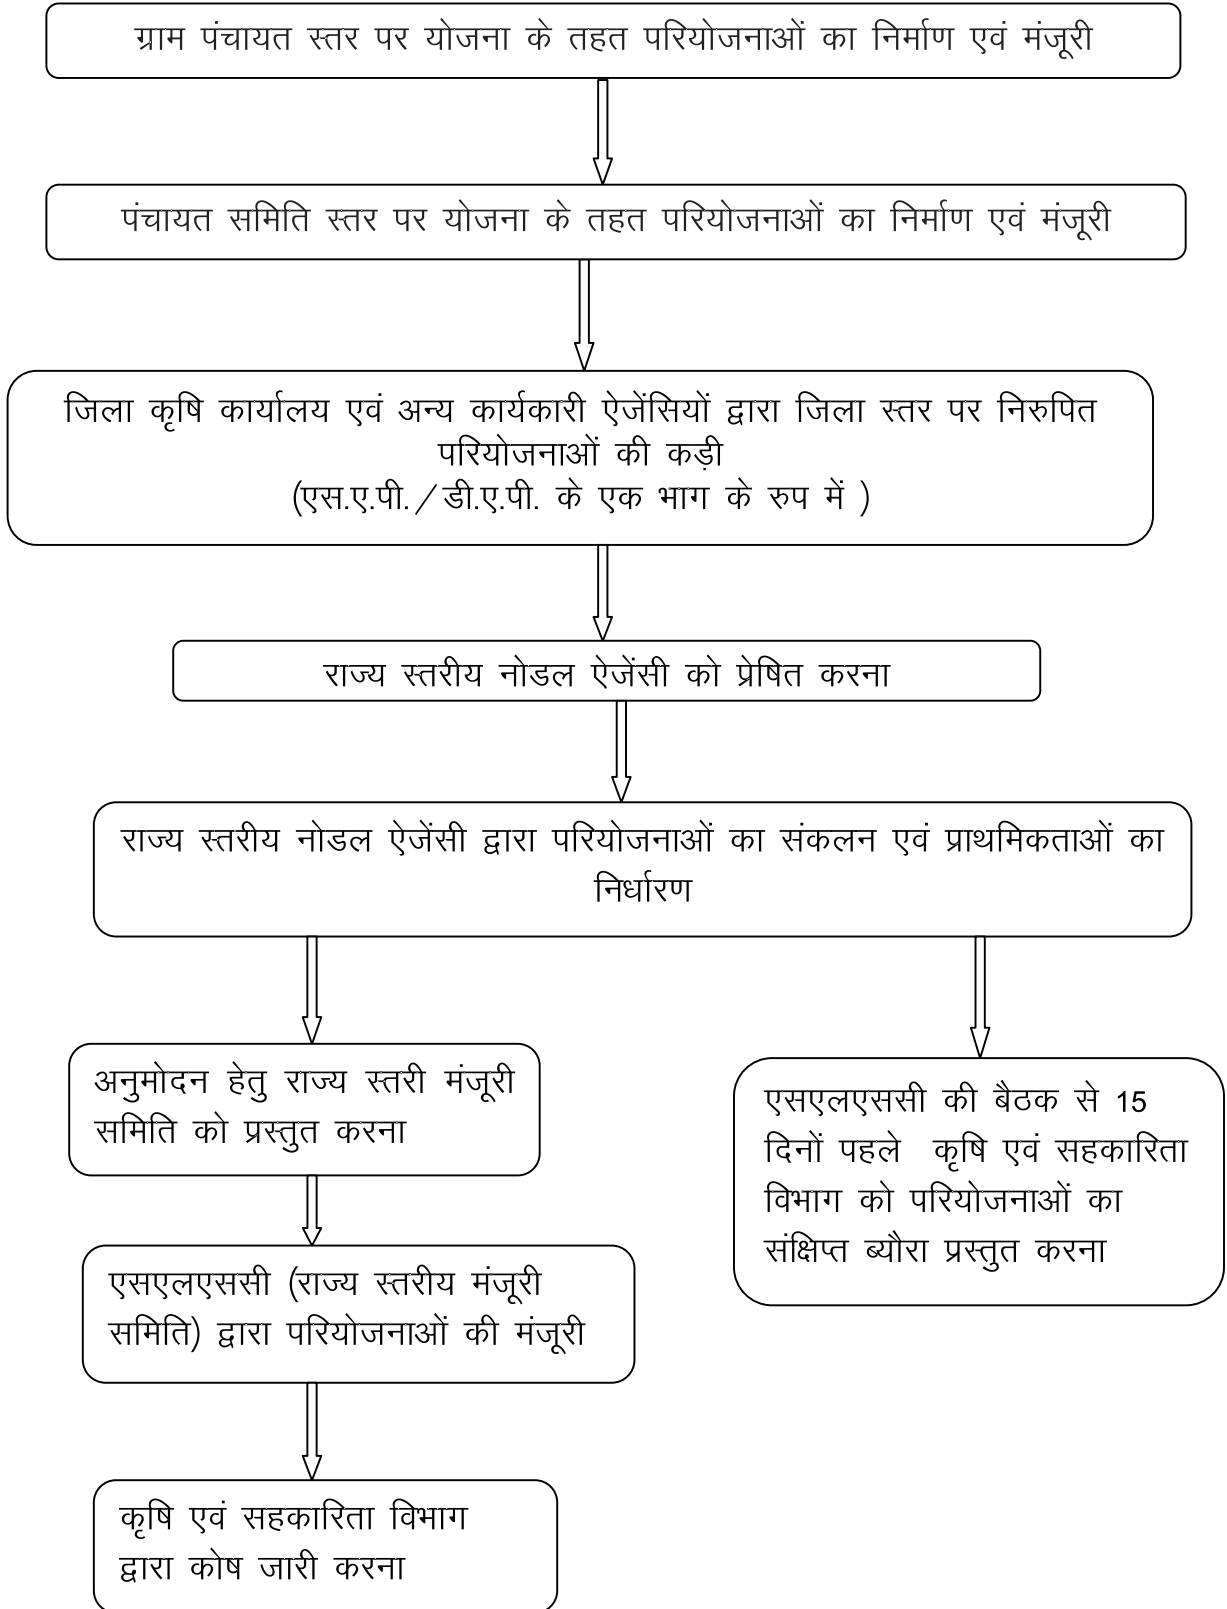 ग्राम पंचायत स्तर पर योजना के तहत परियोजनाओं का निर्माण एवं मंजूरी
पंचायत समिति स्तर पर योजना के तहत परियोजनाओं का निर्माण एवं मंजूरी
जिला कृषि कार्यालय एवं अन्य कार्यकारी ऐजेंसियों द्वारा जिला स्तर पर निरुपित
परियोजनाओं की कड़ी
(एस.ए.पी./डी.ए.पी. के एक भाग के रुप में )
राज्य स्तरीय नोडल ऐजेंसी को प्रेषित करना
राज्य स्तरीय नोडल ऐजेंसी द्वारा परियोजनाओं का संकलन एवं प्राथमिकताओं का
निर्धारण
अनुमोदन हेतु राज्य स्तरी मंजूरी
समिति को प्रस्तुत करना
एसएलएससी (राज्य स्तरीय मंजूरी
समिति) द्वारा परियोजनाओं की मंजूरी
कृषि एवं सहकारिता विभाग
द्वारा कोष जारी करना
एसएलएससी की बैठक से 15
दिनों पहले कृषि एवं सहकारिता
विभाग को परियोजनाओं का
संक्षिप्त ब्यौरा प्रस्तुत करना